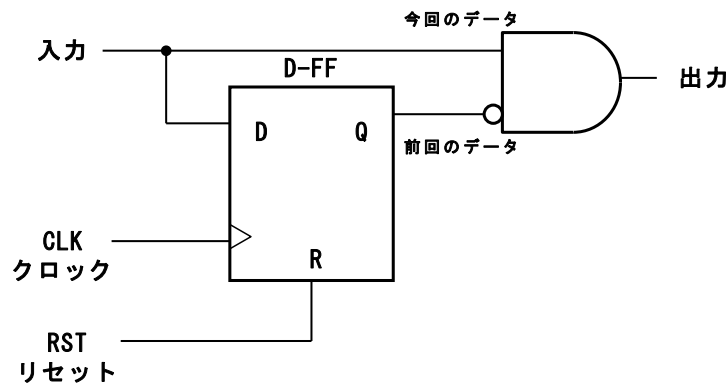 今回のデータ
入力
D-FF
出力
D
Q
前回のデータ
CLK
クロック
R
RST
リセット